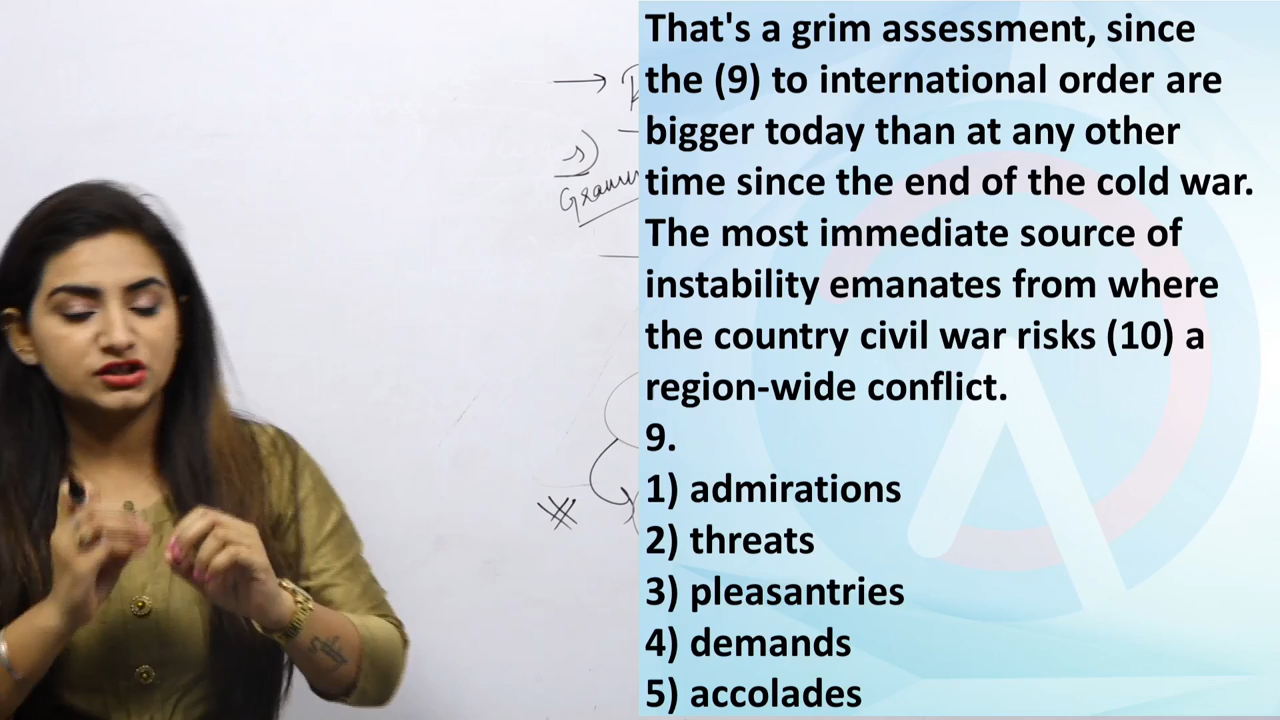 That's a grim assessment, since
the (9) to international order are
bigger today than at any other
time since the end of the cold war.
The most immediate source of
instability emanates from where
the country civil war risks (10) a
region-wide conflict.
9.
1) admirations
2) threats
3) pleasantries
4) demands
5) accolades